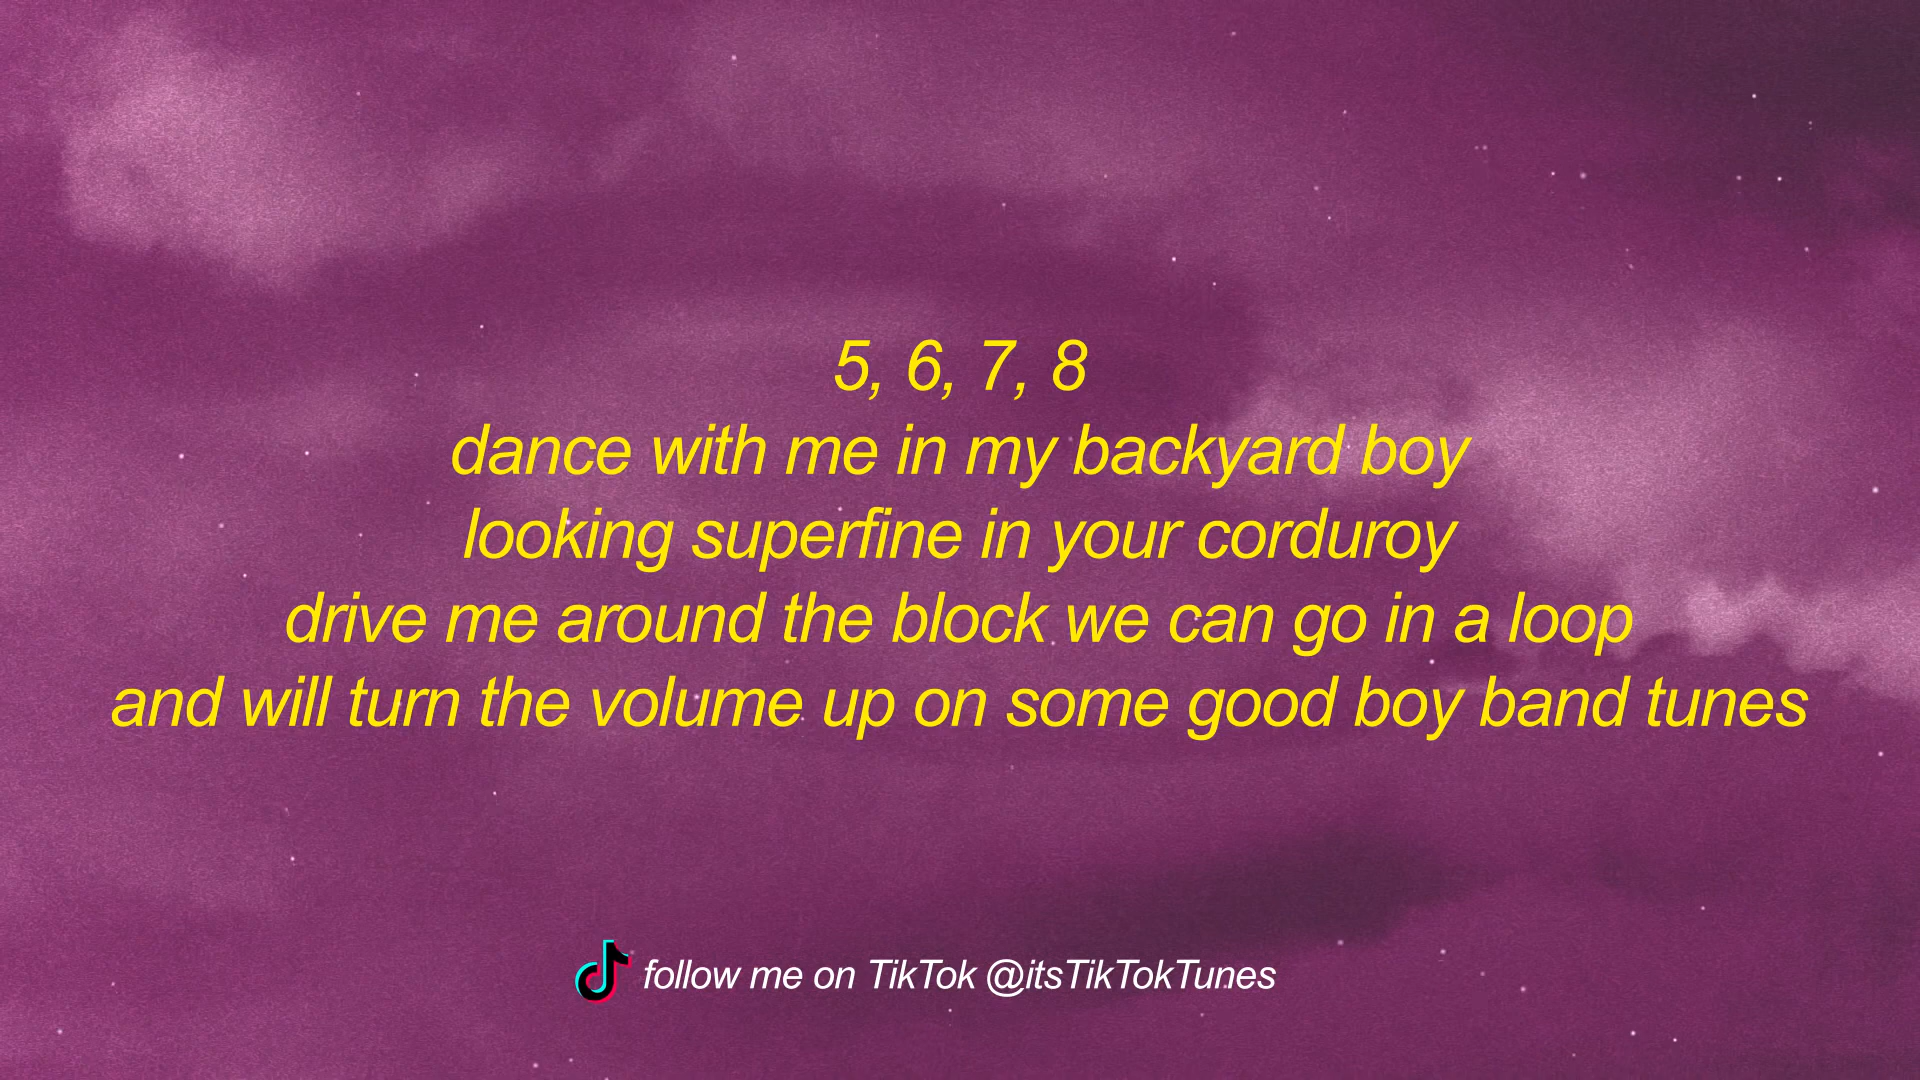 5, 6, 7, 8
dance with me in my backyard boy
looking superfine in your corduroy
drive me around the block we can go in a loop
and will turn the volume up on some good boy band tunes
follow me on TikTok @itsTikTokTunes